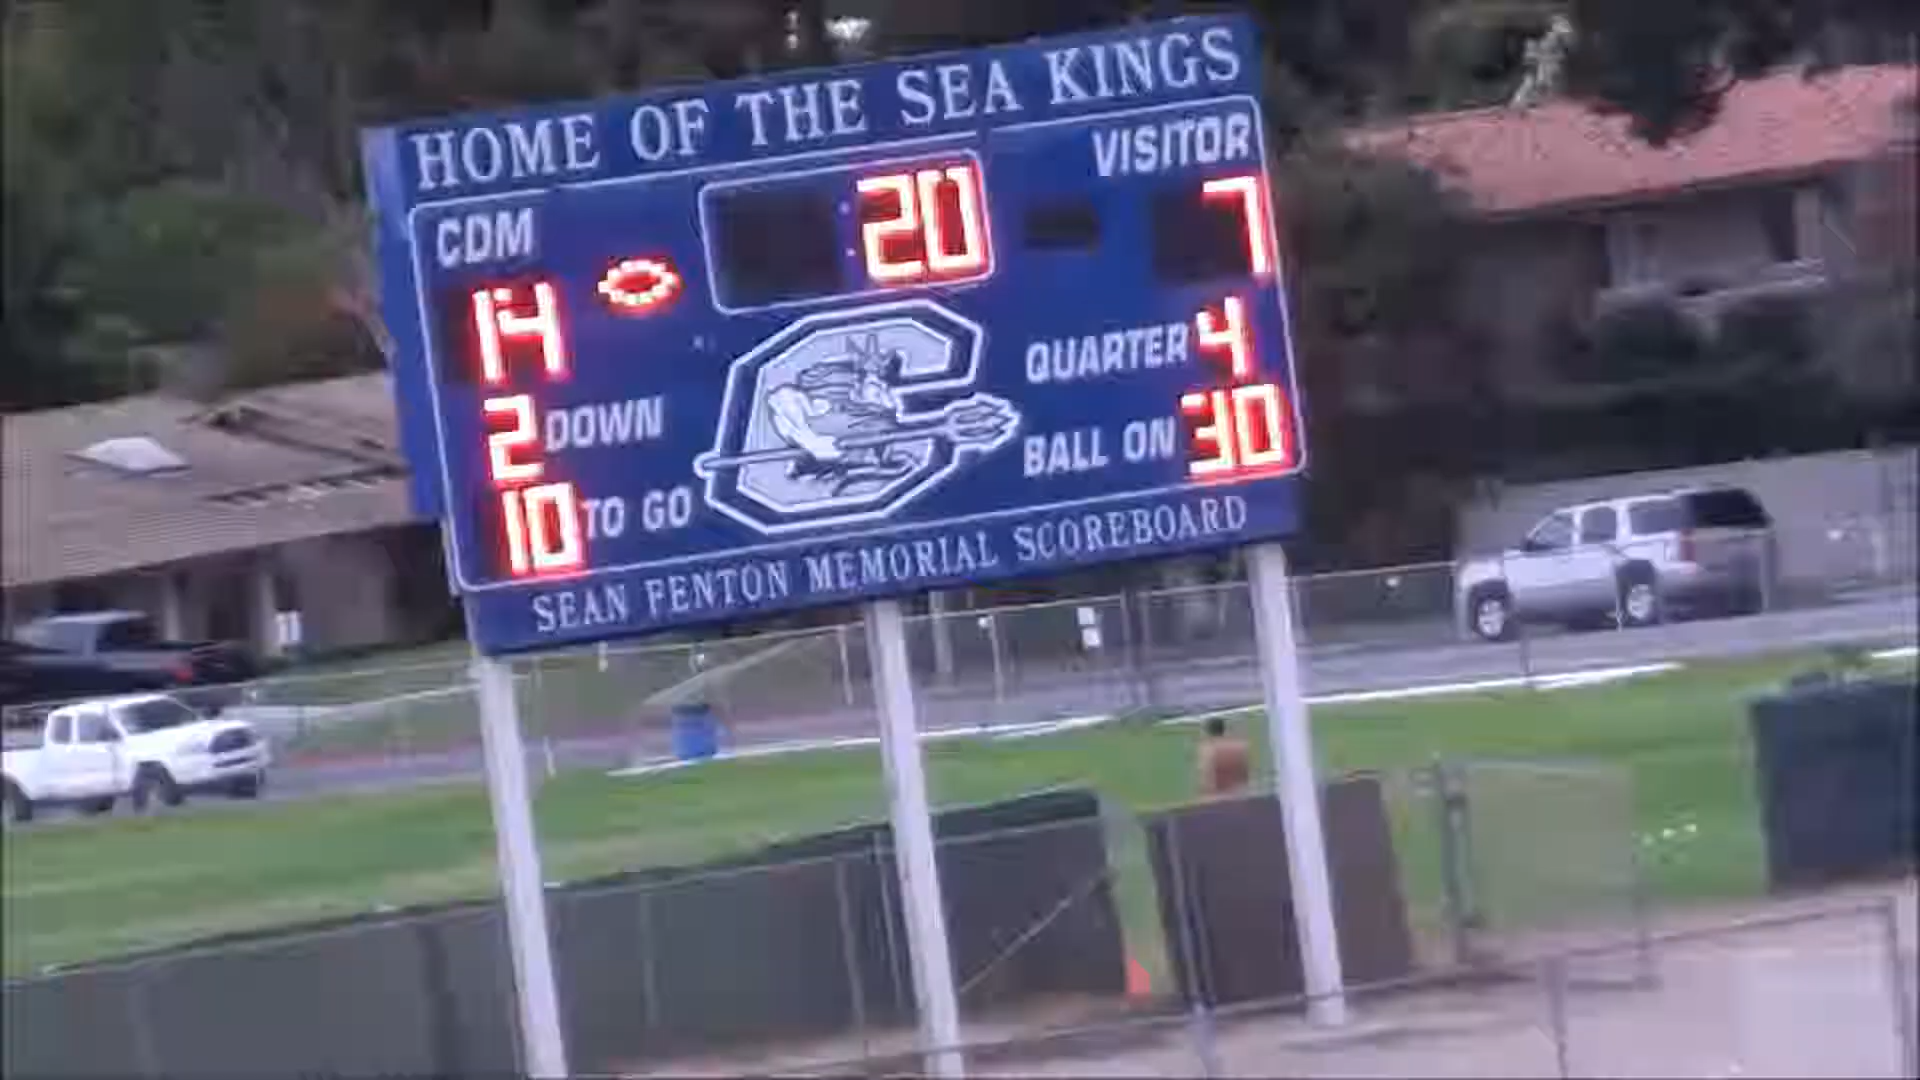 HOME OF THE SEA KINGS
VISITOR
CDM
20
7
14
QUARTER 4
2 DOWN
BALL ON 30
10 TO GO
SEAN FENTON MEMORIAL SCOREBOARD